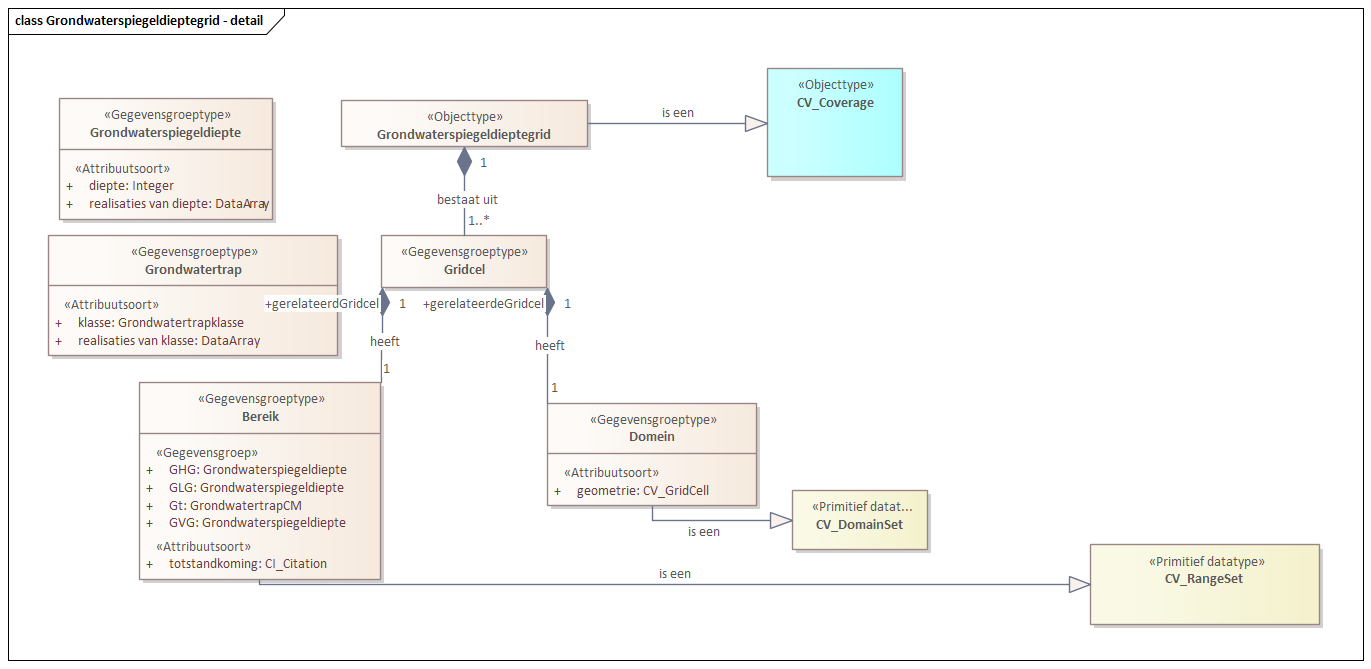 class Grondwaterspiegeldieptegrid - detail
«Gegevensgroeptype»
Grondwaterspiegeldiepte
«Attribuutsoort»
+ diepte: Integer
+ realisaties van diepte: DataArray
«Objecttype»
Grondwaterspiegeldieptegrid
is een
«Objecttype»
CV_Coverage
1
bestaat uit
1..*
«Gegevensgroeptype»
Grondwatertrap
«Attribuutsoort»
+ klasse: Grondwatertrapklasse
+ realisaties van klasse: DataArray
«Gegevensgroeptype»
Gridcel
+gerelateerdGridcel
1
heeft
1
+gerelateerdeGridcel
1
heeft
1
«Gegevensgroeptype»
Bereik
«Gegevensgroep»
+ GHG: Grondwaterspiegeldiepte
+ GLG: Grondwaterspiegeldiepte
+ Gt: GrondwatertrapCM
+ GVG: Grondwaterspiegeldiepte
«Attribuutsoort»
+ totstandkoming: CI_Citation
«Gegevensgroeptype»
Domein
«Attribuutsoort»
+ geometrie: CV_GridCell
is een
«Primitief datat...
CV_DomainSet
is een
«Primitief datatype»
CV_RangeSet